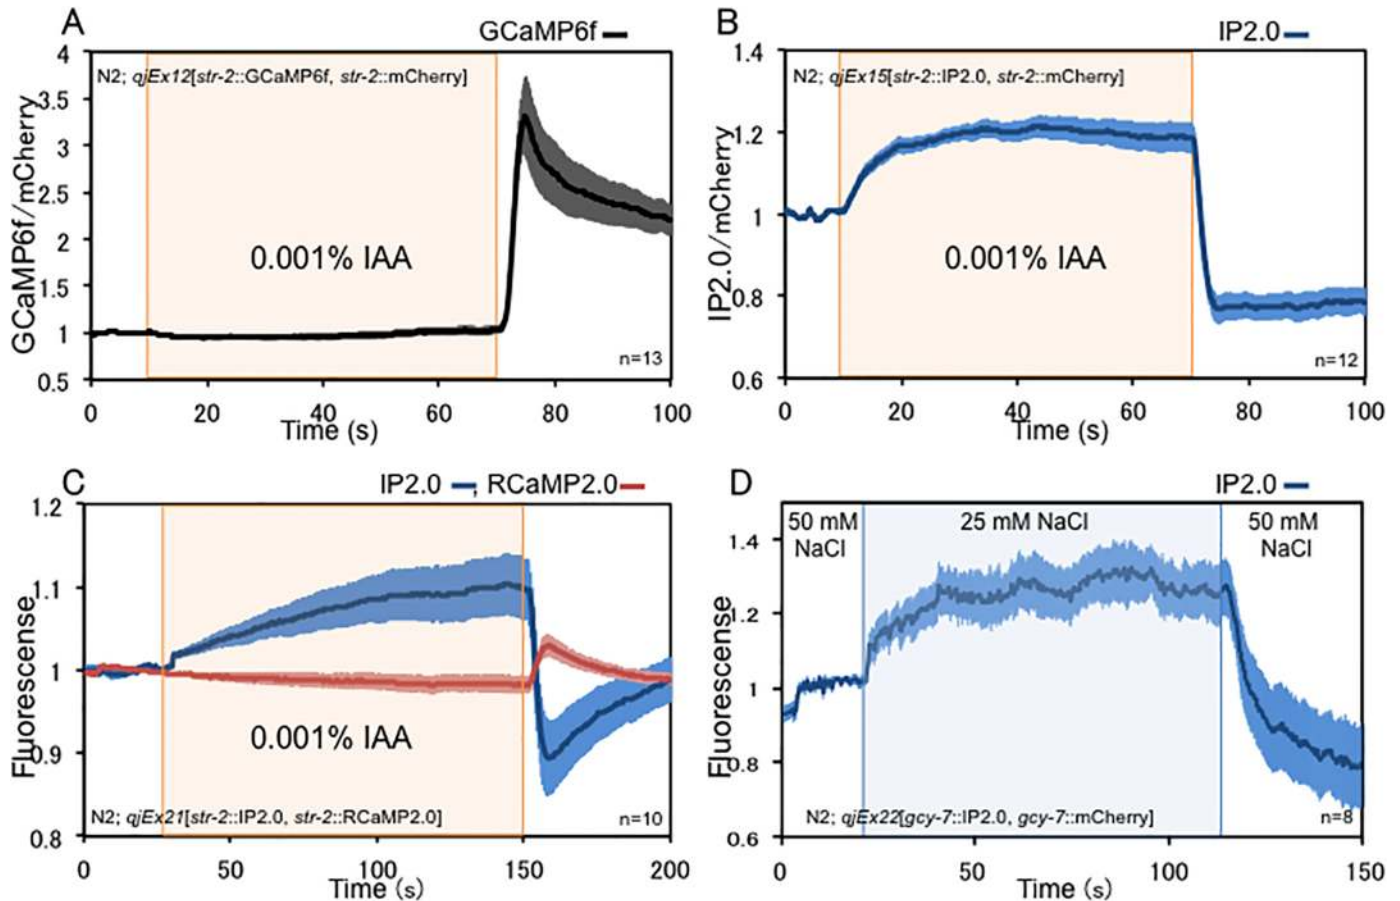 A
GCaMP6f
N2; qjEx12[str-2::GCaMP6f, str-2::mCherry]
GCaMP6f/mCherry
4
3.5
3
2.5
2
1.5
1
0.5
0.001% IAA
n=13
0 20 40 60 80 100
Time (s)
B
IP2.0
N2; qjEx15[str-2::IP2.0, str-2::mCherry]
IP2.0/mCherry
1.4
1.2
1
0.8
0.6
0.001% IAA
n=12
0 20 40 60 80 100
Time (s)
C
IP2.0 , RCaMP2.0
Fluorescense
1.2
1.1
1
0.9
0.8
0.001% IAA
N2; qjEx21[str-2::IP2.0, str-2::RCaMP2.0]
n=10
0 50 100 150 200
Time (s)
D
IP2.0
50 mM
NaCl
25 mM NaCl
50 mM
NaCl
Fluorescense
1.4
1.2
1
0.8
0.6
N2; qjEx22[gcy-7::IP2.0, gcy-7::mCherry]
n=8
0 50 100 150
Time (s)